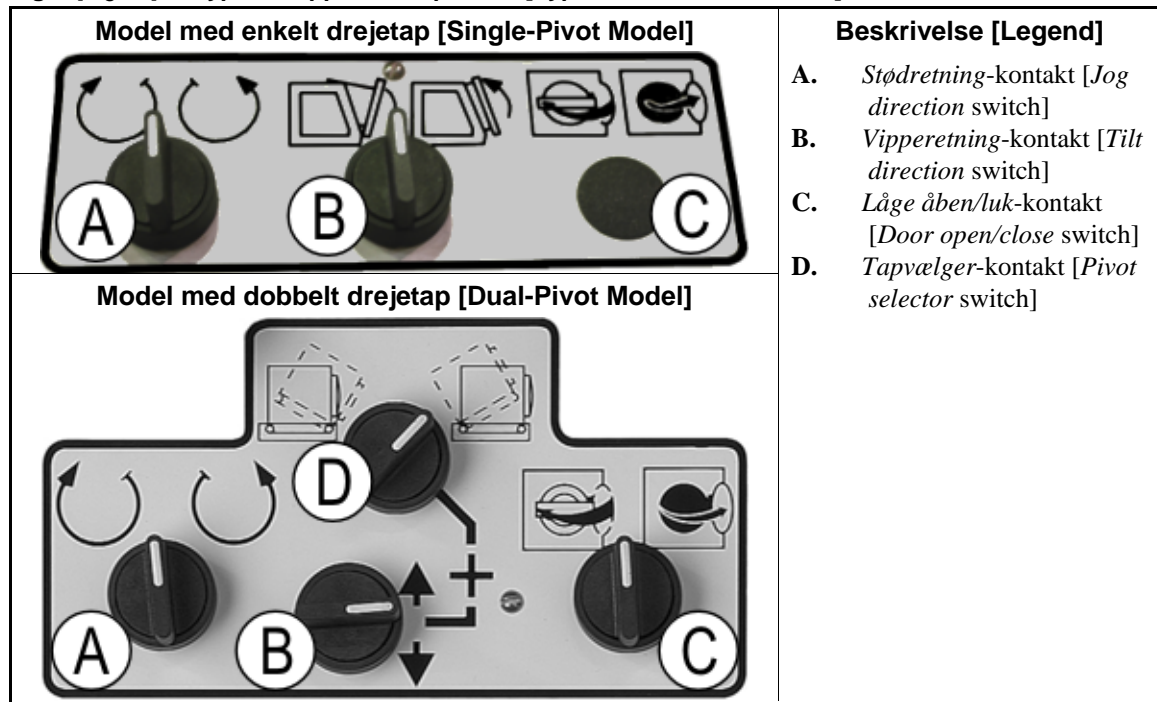 Model med enkelt drejetap [Single-Pivot Model]
A
B
C
Model med dobbelt drejetap [Dual-Pivot Model]
D
A
B
C
Beskrivelse [Legend]
A. Stødretning-kontakt [Jog
direction switch]
B. Vipperetning-kontakt [Tilt
direction switch]
C. Låge åben/luk-kontakt
[Door open/close switch]
D. Tapvælger-kontakt [Pivot
selector switch]